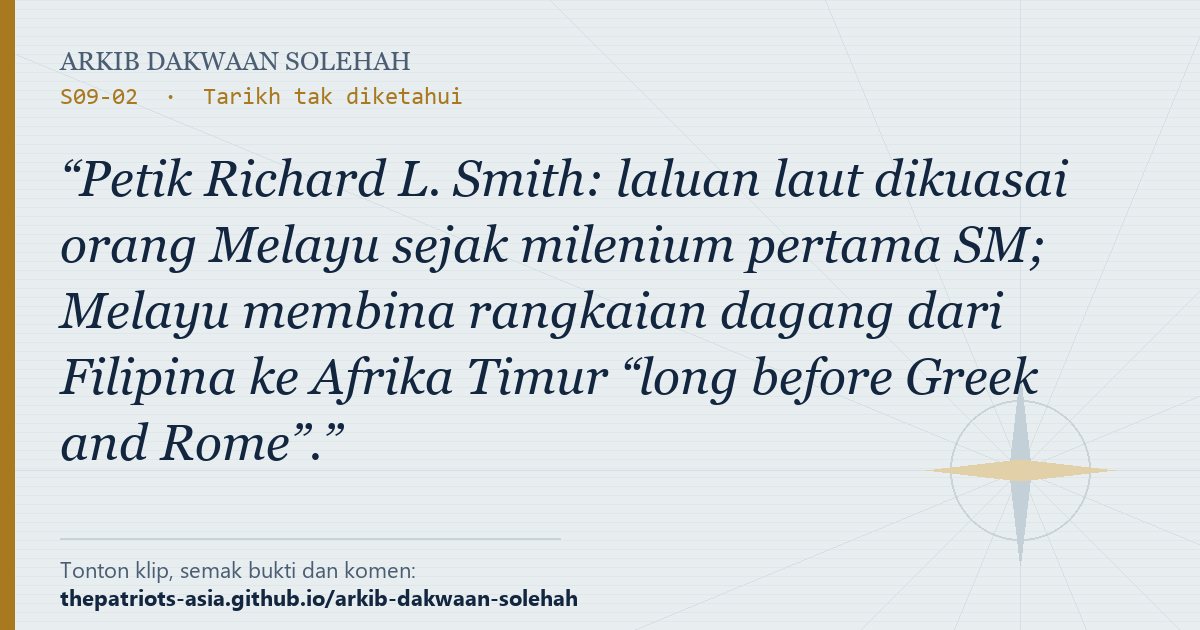 ARKIB DAKWAAN SOLEHAH
S09-02 · Tarikh tak diketahui
“Petik Richard L. Smith: laluan laut dikuasai
orang Melayu sejak milenium pertama SM;
Melayu membina rangkaian dagang dari
Filipina ke Afrika Timur “long before Greek
and Rome”.”
Tonton klip, semak bukti dan komen:
thepatriots-asia.github.io/arkib-dakwaan-solehah